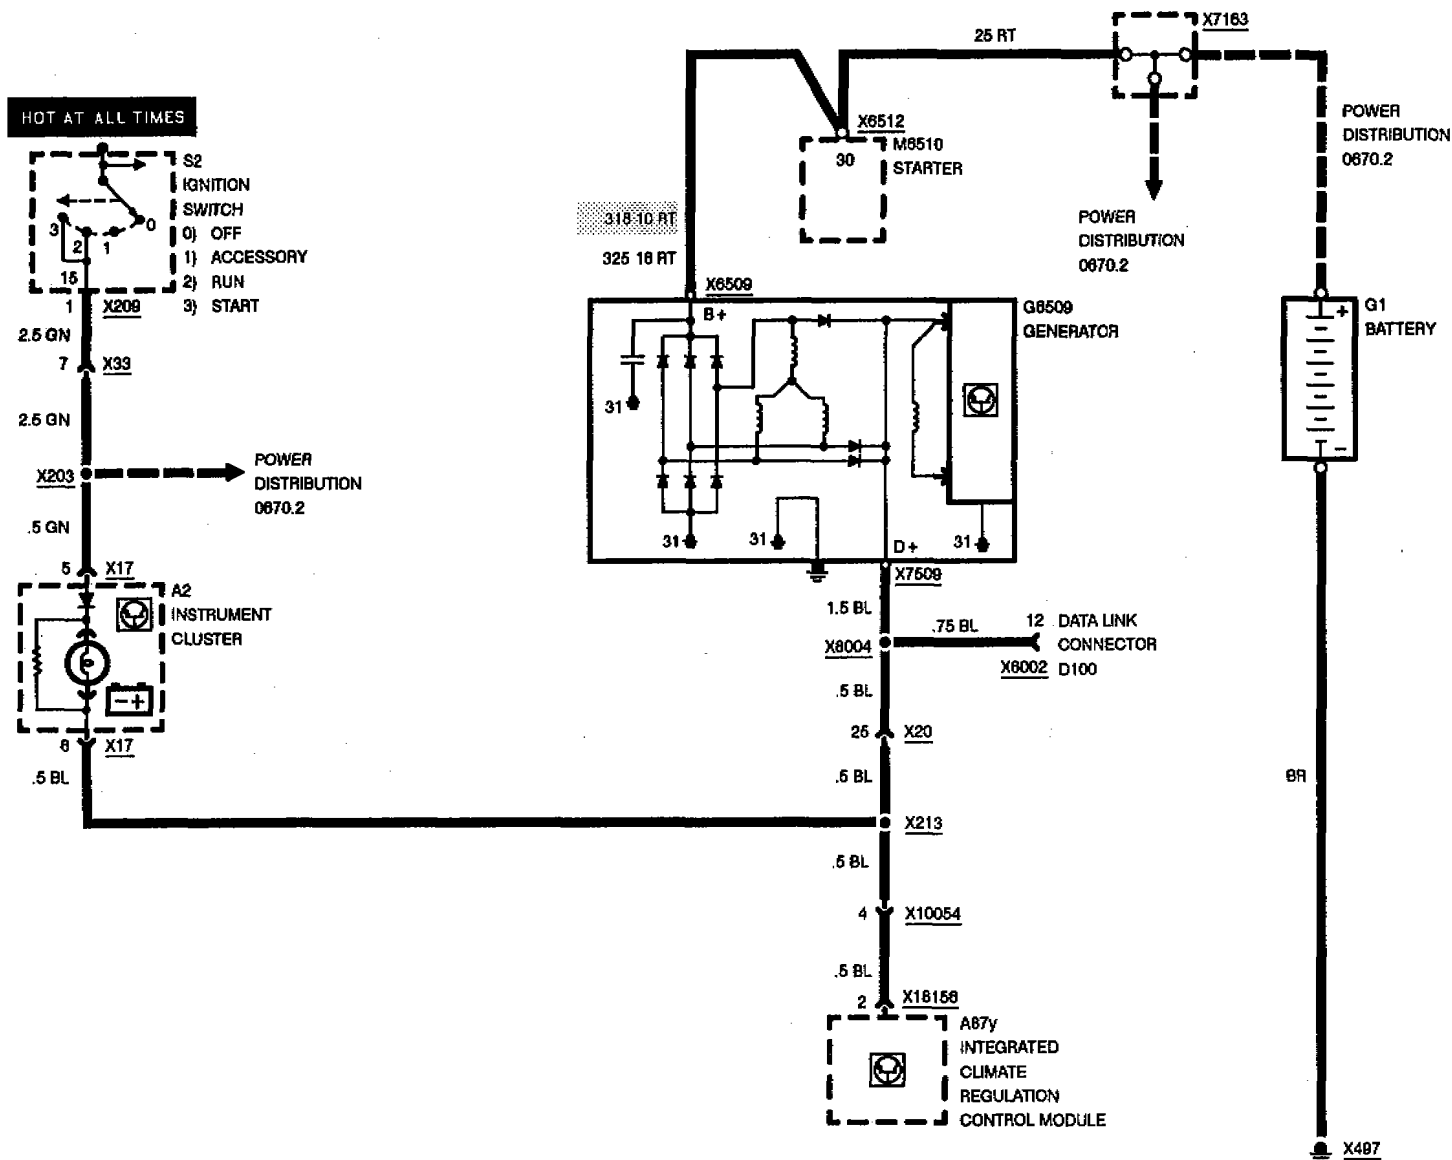 HOT AT ALL TIMES
S2
IGNITION
SWITCH
0) OFF
1) ACCESSORY
2) RUN
3) START
3
2
1
0
15
1 X209
2.5 GN
7 X33
2.5 GN
X203
POWER
DISTRIBUTION
0670.2
.5 GN
5 X17
A2
INSTRUMENT
CLUSTER
- +
8 X17
.5 BL
25 RT
X7163
X6512
30
M6510
STARTER
318 10 RT
325 16 RT
POWER
DISTRIBUTION
0670.2
POWER
DISTRIBUTION
0670.2
X6509
B+
G6509
GENERATOR
31
31
31
31
D+
X7509
G1
BATTERY
+
-
1.5 BL
X8004
.75 BL
12 DATA LINK
CONNECTOR
X6002 D100
.5 BL
25 X20
.5 BL
X213
.5 BL
4 X10054
.5 BL
2 X18156
A87y
INTEGRATED
CLIMATE
REGULATION
CONTROL MODULE
BR
X497